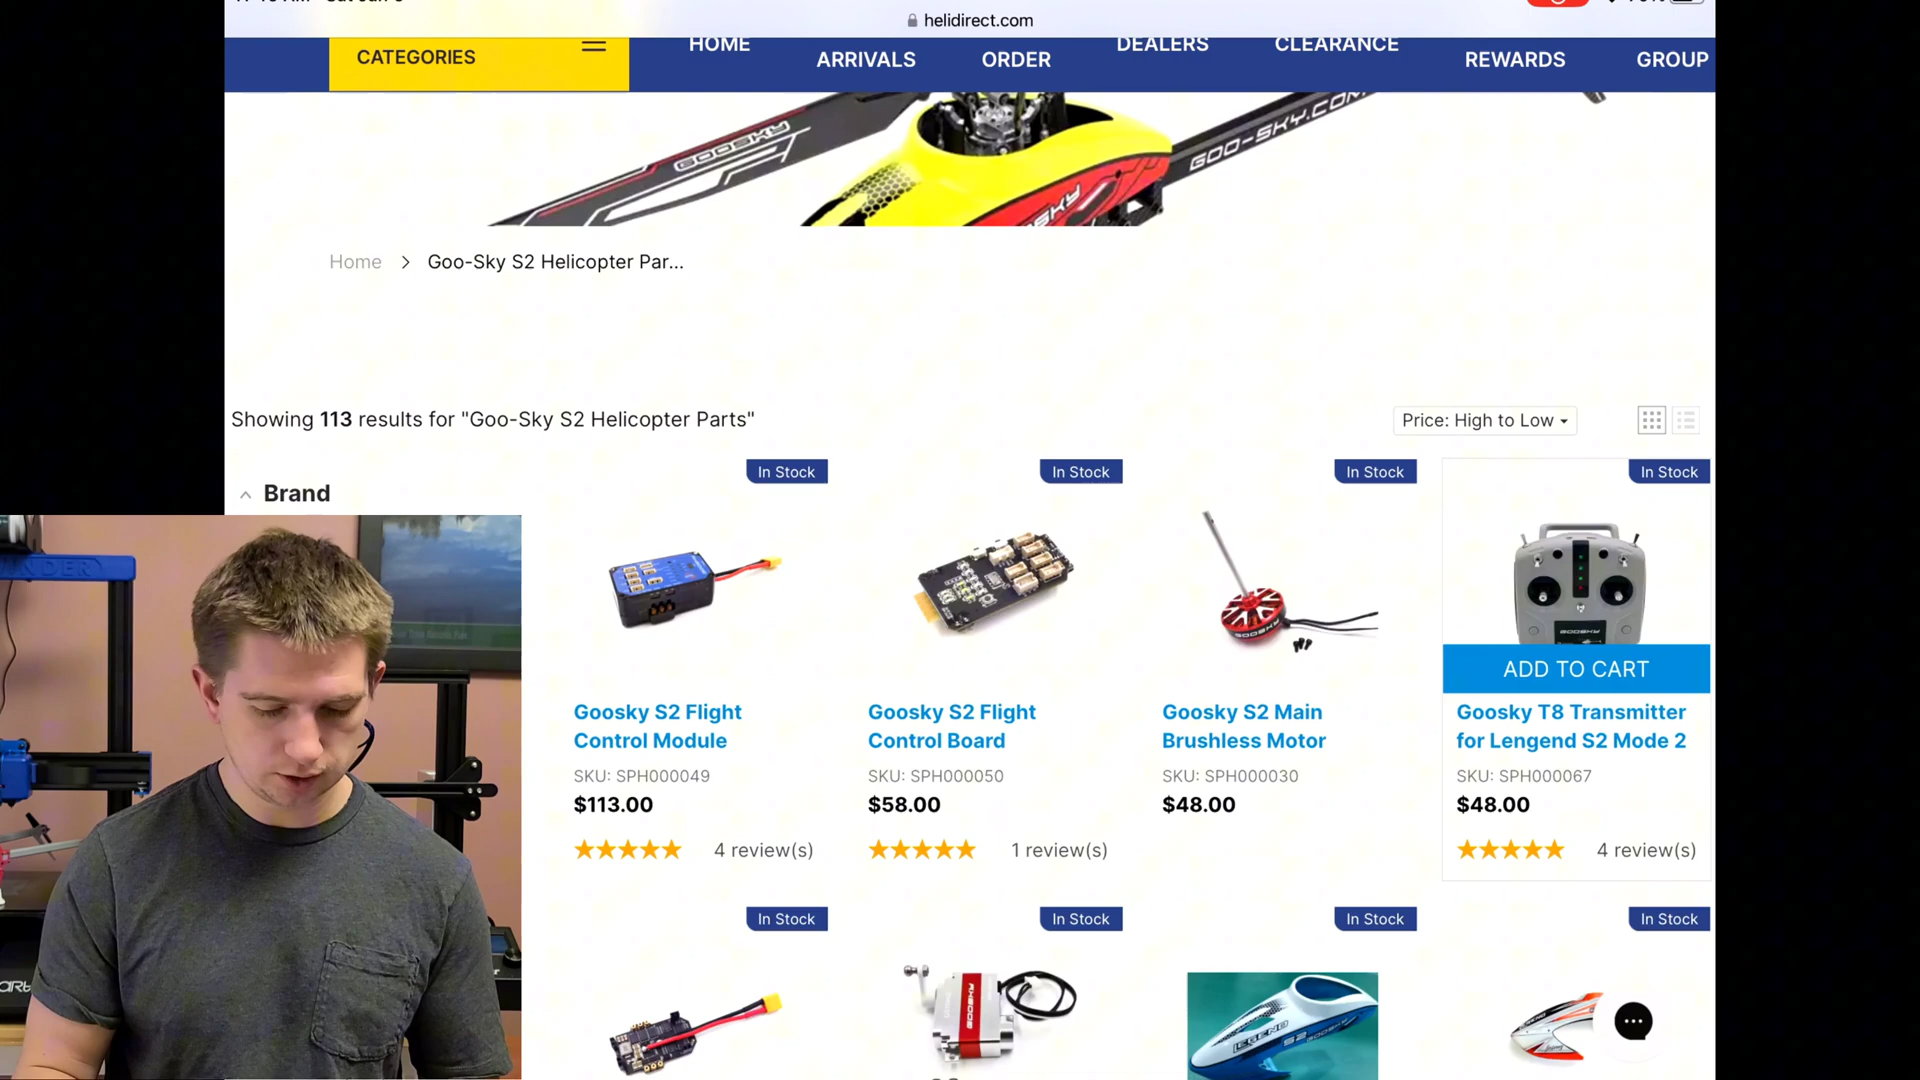 helidirect.com
CATEGORIES
HOME
ARRIVALS
ORDER
DEALERS
CLEARANCE
REWARDS
GROUP
GOOSKY
GOO-SKY.COM
Home > Goo-Sky S2 Helicopter Par...
Showing 113 results for "Goo-Sky S2 Helicopter Parts"
Price: High to Low
Brand
In Stock
In Stock
In Stock
In Stock
ADD TO CART
Goosky S2 Flight
Control Module
SKU: SPH000049
$113.00
4 review(s)
Goosky S2 Flight
Control Board
SKU: SPH000050
$58.00
1 review(s)
Goosky S2 Main
Brushless Motor
SKU: SPH000030
$48.00
Goosky T8 Transmitter
for Lengend S2 Mode 2
SKU: SPH000067
$48.00
4 review(s)
In Stock
In Stock
In Stock
In Stock
GOOSKY
LEGEND
S2